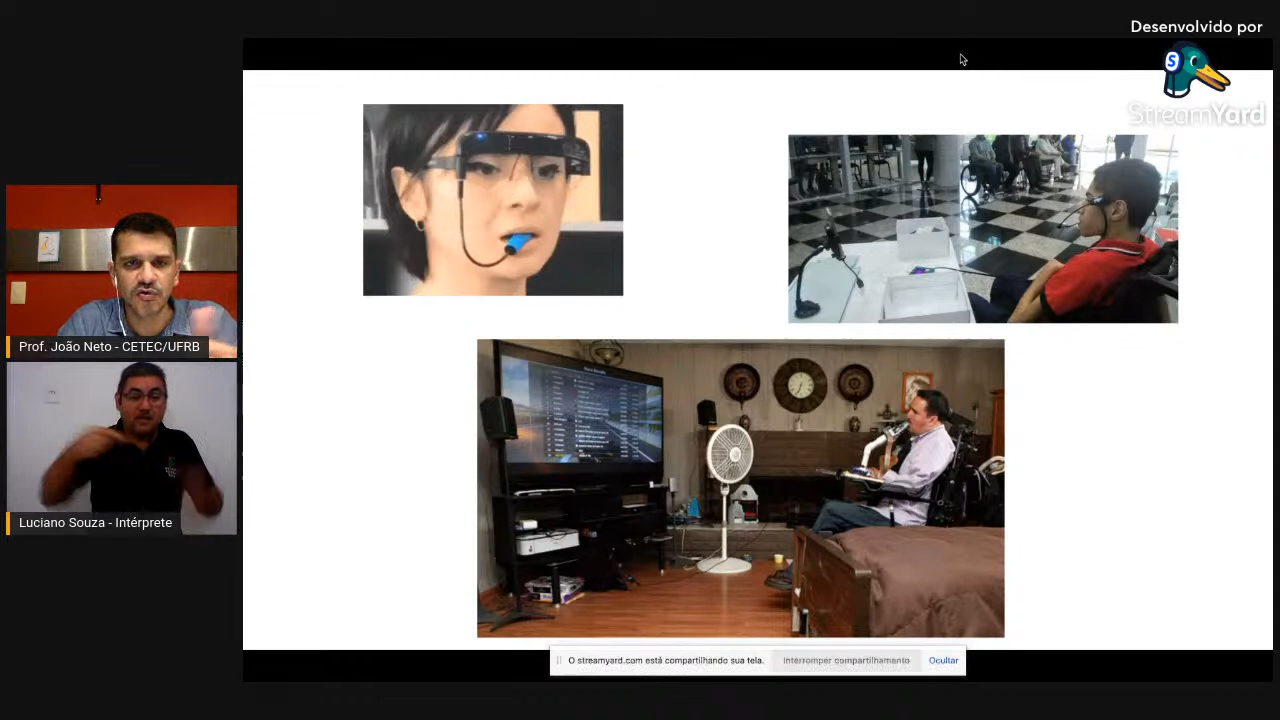 Desenvolvido por
S
StreamYard
Prof. João Neto - CETEC/UFRB
Luciano Souza - Intérprete
O streamyard.com está compartilhando sua tela.
Interromper compartilhamento
Ocultar